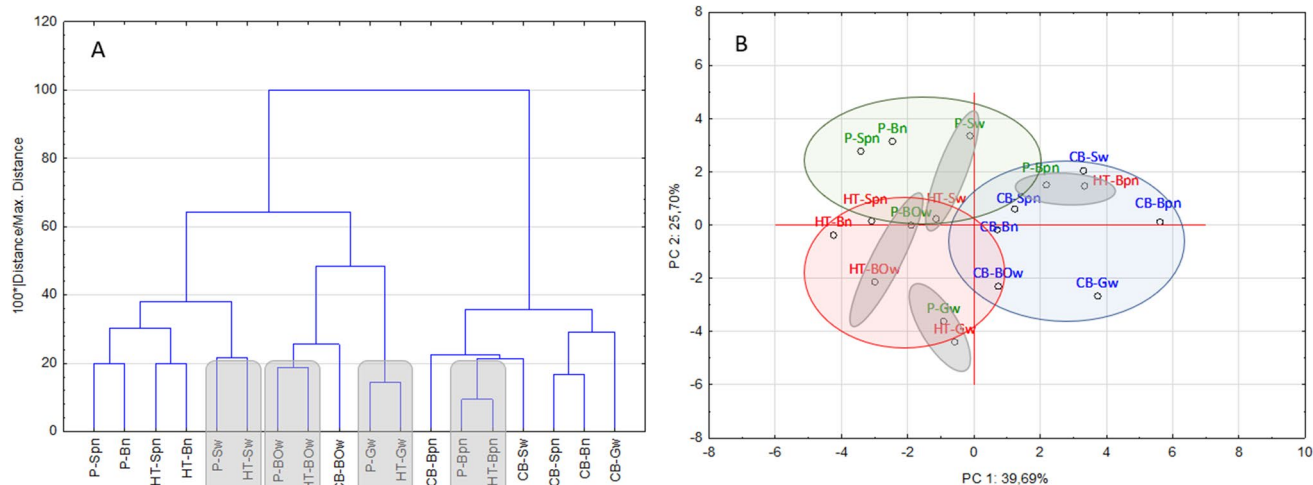 A
100*|Distance/Max. Distance
120
100
80
60
40
20
0
P-Spn
P-Bn
HT-Spn
HT-Bn
P-Sw
HT-Sw
P-BOw
HT-BOw
CB-BOw
P-Gw
HT-Gw
CB-Bpn
P-Bpn
HT-Bpn
CB-Sw
CB-Spn
CB-Bn
CB-Gw
B
PC 2: 25,70%
8
6
4
2
0
-2
-4
-6
-8
P-Sw
P-Bn
P-Spn
CB-Sw
P-Bpn
HT-Bpn
HT-Spn
HT-Sw
CB-Spn
CB-Bpn
P-BOw
HT-Bn
CB-Bn
HT-BOw
CB-BOw
CB-Gw
P-Gw
HT-Gw
-8 -6 -4 -2 0 2 4 6 8 10
PC 1: 39,69%